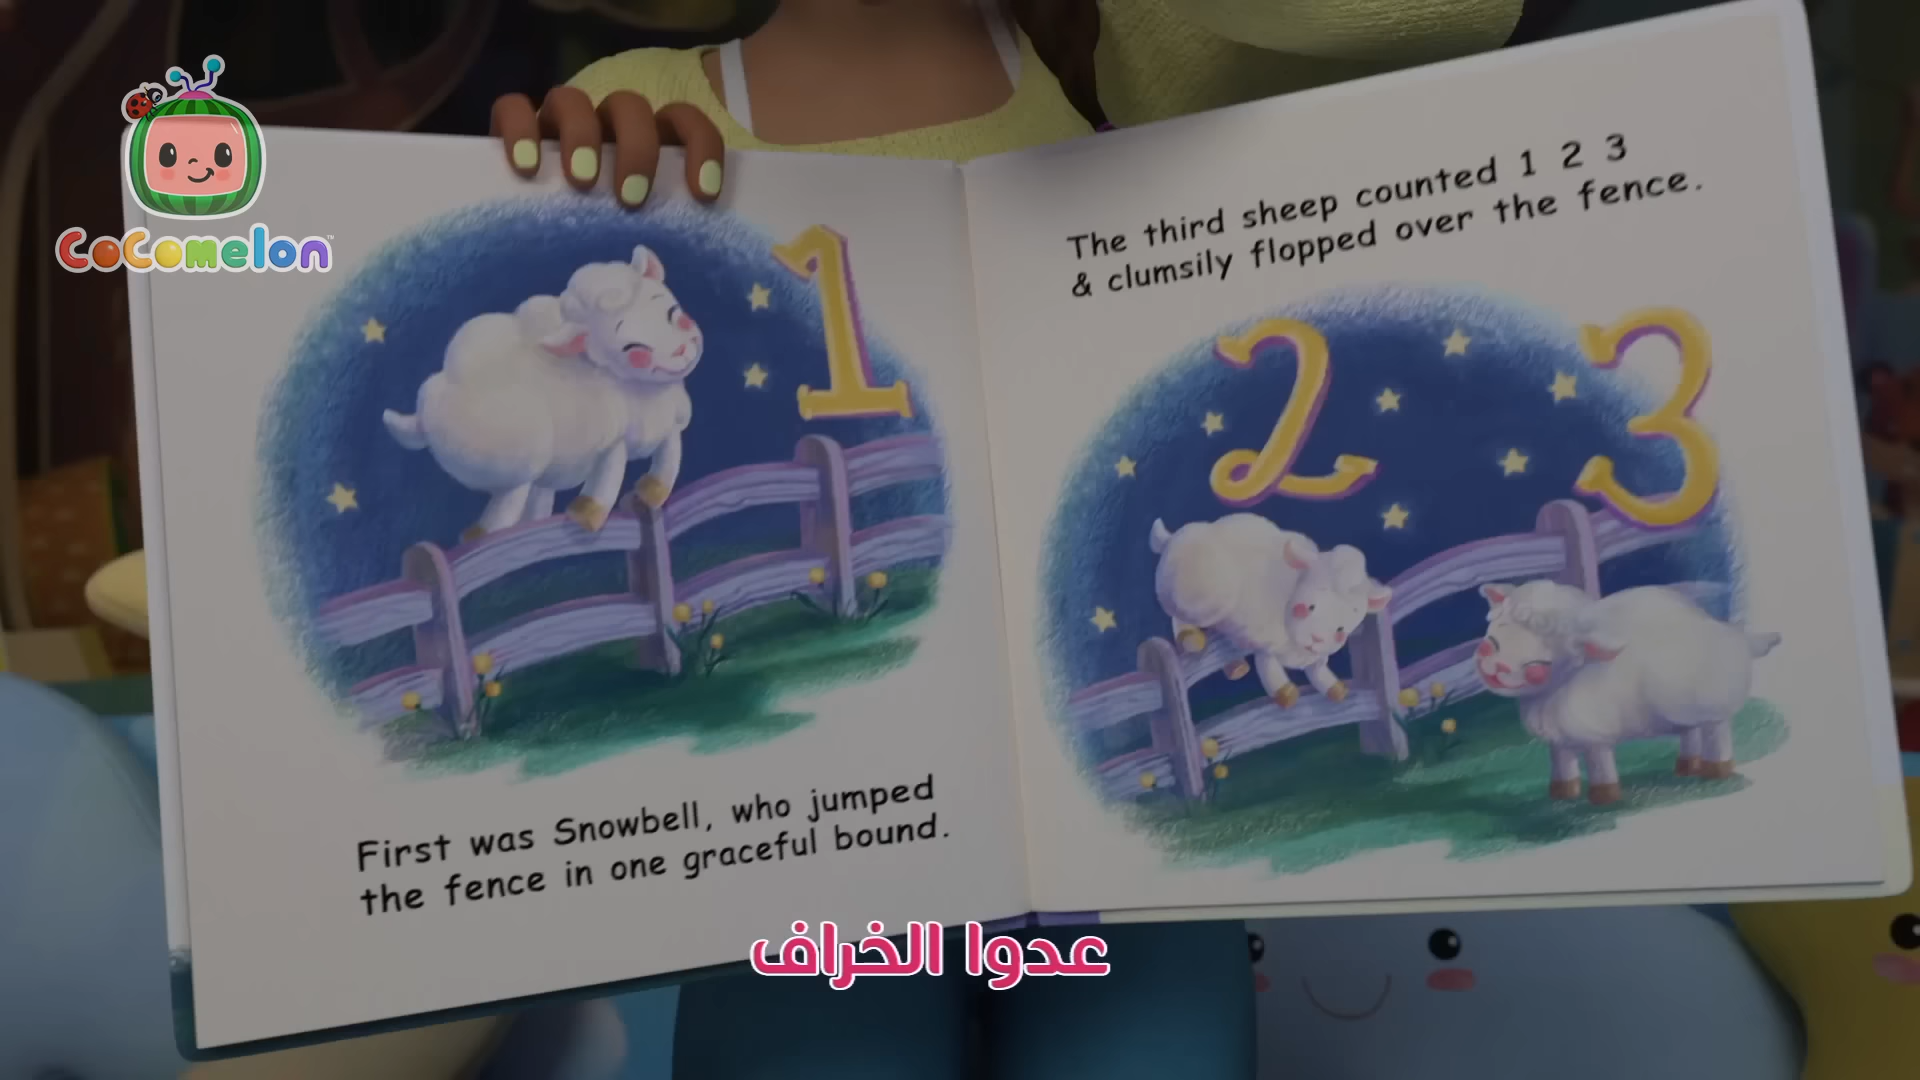 CoCoMelon™
1
First was Snowbell, who jumped
the fence in one graceful bound.
The third sheep counted 1 2 3
& clumsily flopped over the fence.
2 3
عدوا الخراف